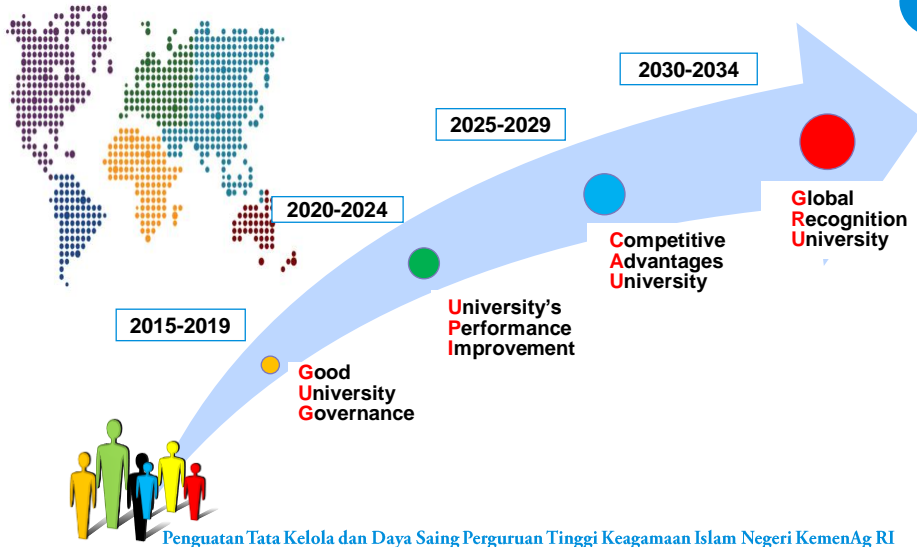 2030-2034
2025-2029
2020-2024
2015-2019
Global
Recognition
University
Competitive
Advantages
University
University's
Performance
Improvement
Good
University
Governance
Penguatan Tata Kelola dan Daya Saing Perguruan Tinggi Keagamaan Islam Negeri KemenAg RI